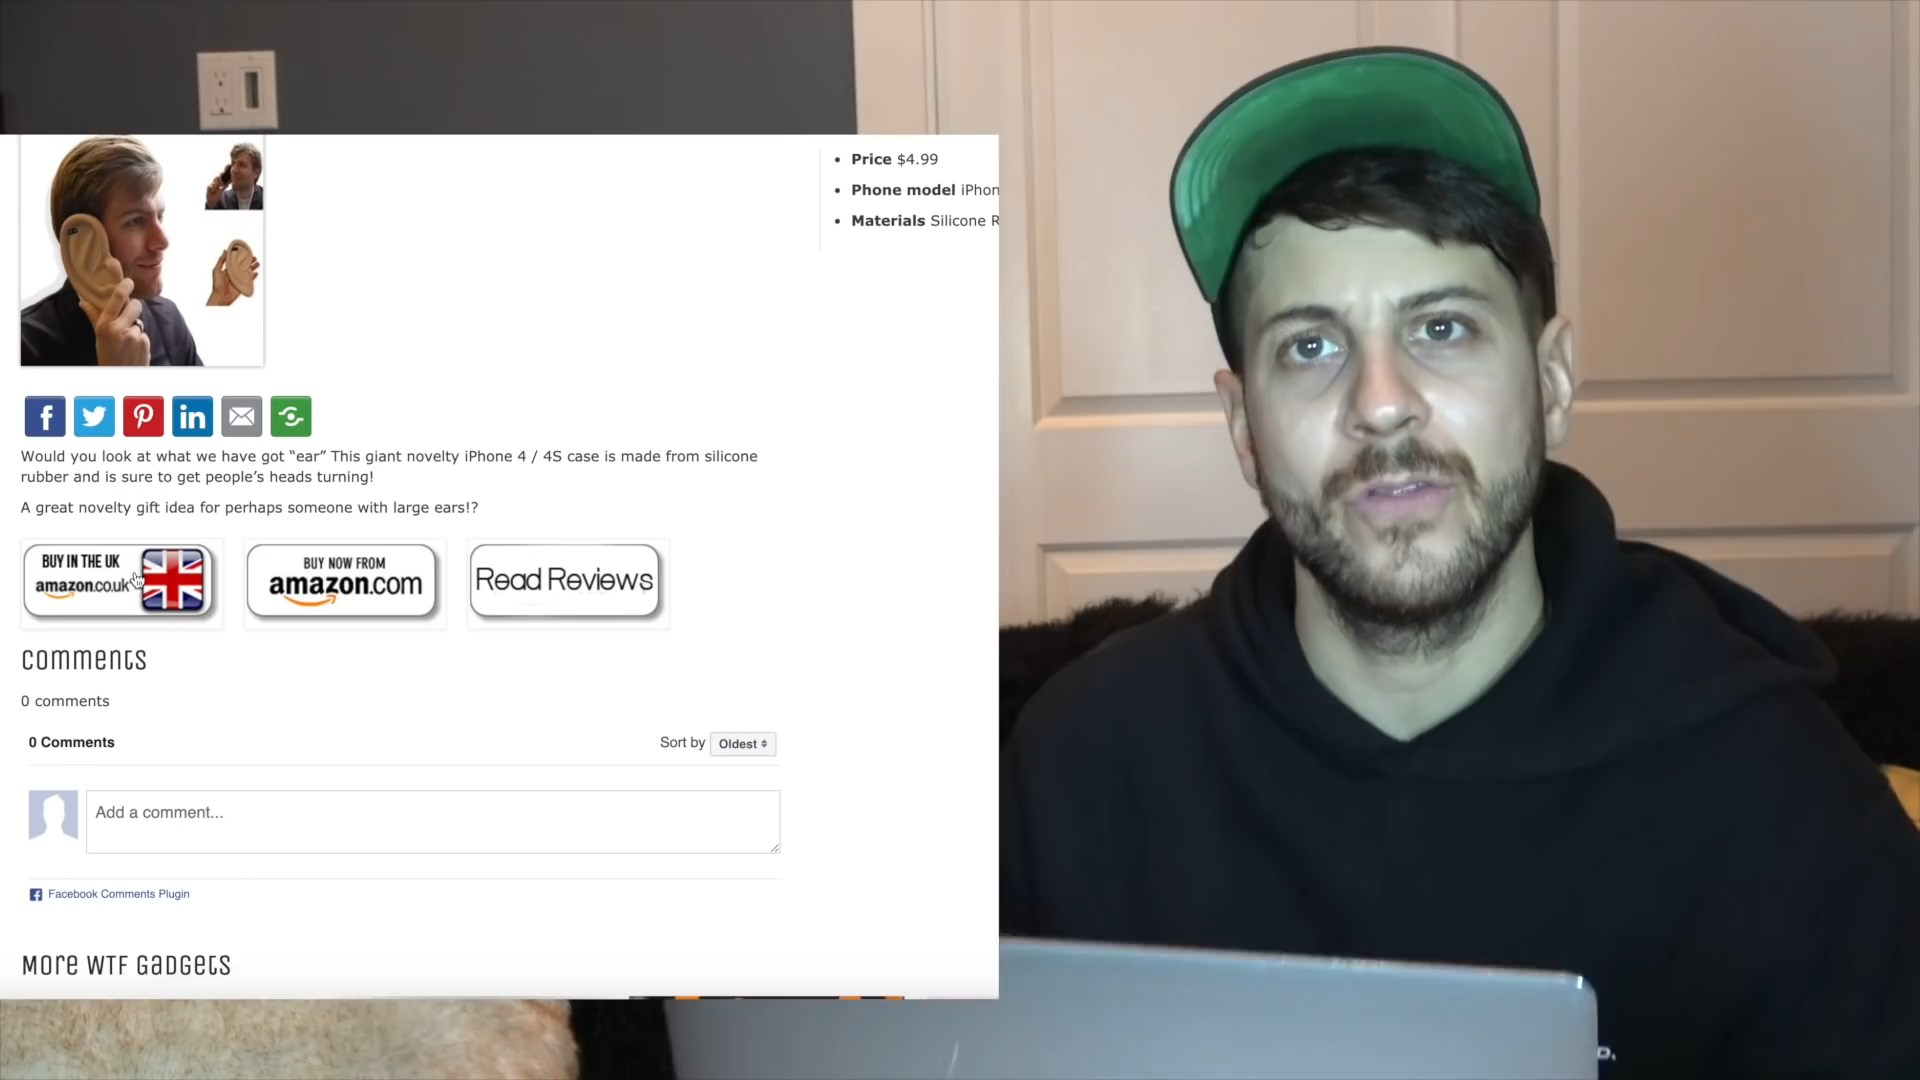 Price $4.99
Phone model iPhon
Materials Silicone R
Would you look at what we have got “ear” This giant novelty iPhone 4 / 4S case is made from silicone
rubber and is sure to get people’s heads turning!
A great novelty gift idea for perhaps someone with large ears!?
BUY IN THE UK
amazon.co.uk
BUY NOW FROM
amazon.com
Read Reviews
comments
0 comments
0 Comments
Sort by Oldest
Add a comment...
Facebook Comments Plugin
More WTF Gadgets